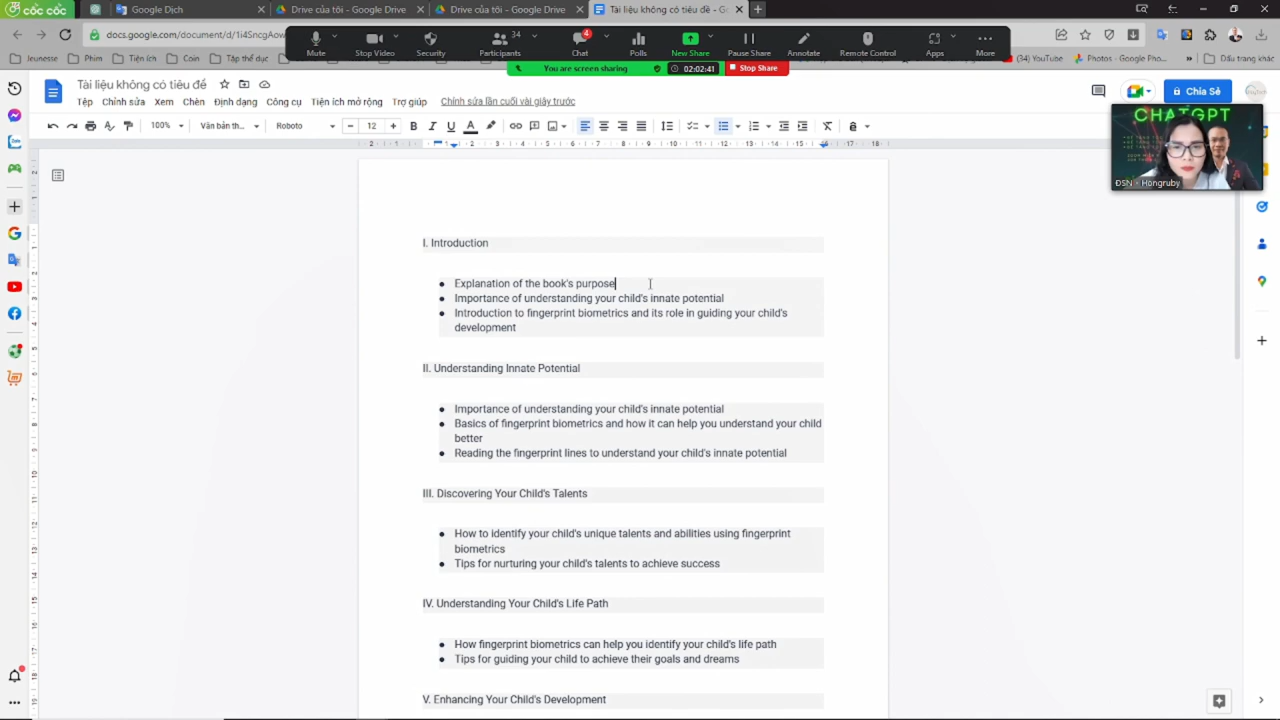 Google Dịch
Drive của tôi - Google Drive
Drive của tôi - Google Drive
Tài liệu không có tiêu đề - G
docs.google.com/document/d/1i4SncgAow
Mute
Stop Video
Security
Participants
34
Chat
4
Polls
New Share
Pause Share
Annotate
Remote Control
Apps
More
You are screen sharing
02:02:41
Stop Share
Jeunesse
Phim
Tiện ích
Coin
Tập thể dục
(34) YouTube
Photos - Google Pho...
Dấu trang khác
Tài liệu không có tiêu đề
Tệp Chỉnh sửa Xem Chèn Định dạng Công cụ Tiện ích mở rộng Trợ giúp
Chỉnh sửa lần cuối vài giây trước
Chia Sẻ
100%
Văn bản th...
Roboto
12
CHATGPT
ĐSN - Hongruby
I. Introduction
● Explanation of the book's purpose
● Importance of understanding your child's innate potential
● Introduction to fingerprint biometrics and its role in guiding your child's
development
II. Understanding Innate Potential
● Importance of understanding your child's innate potential
● Basics of fingerprint biometrics and how it can help you understand your child
better
● Reading the fingerprint lines to understand your child's innate potential
III. Discovering Your Child's Talents
● How to identify your child's unique talents and abilities using fingerprint
biometrics
● Tips for nurturing your child's talents to achieve success
IV. Understanding Your Child's Life Path
● How fingerprint biometrics can help you identify your child's life path
● Tips for guiding your child to achieve their goals and dreams
V. Enhancing Your Child's Development